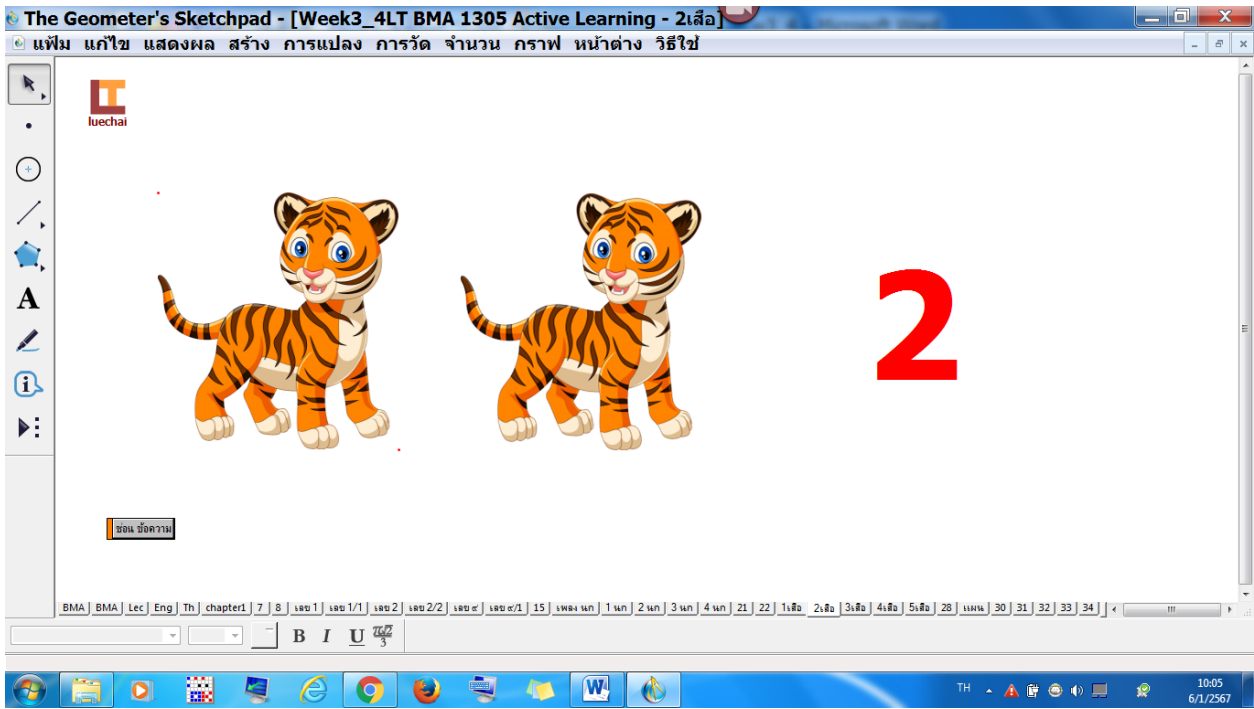 The Geometer's Sketchpad - [Week3_4LT BMA 1305 Active Learning - 2เสือ]
แฟ้ม แก้ไข แสดงผล สร้าง การแปลง การวัด จำนวน กราฟ หน้าต่าง วิธีใช้
LT
luechai
A
2
ซ่อน ข้อความ
BMA BMA Lec Eng Th chapter1 7 8 เลข 1 เลข 1/1 เลข 2 เลข 2/2 เลข ๙ เลข ๙/1 15 เพลง นก 1 นก 2 นก 3 นก 4 นก 21 22 1เสือ 2เสือ 3เสือ 4เสือ 5เสือ 28 แผน 30 31 32 33 34
B I U
TH 10:05
6/1/2567